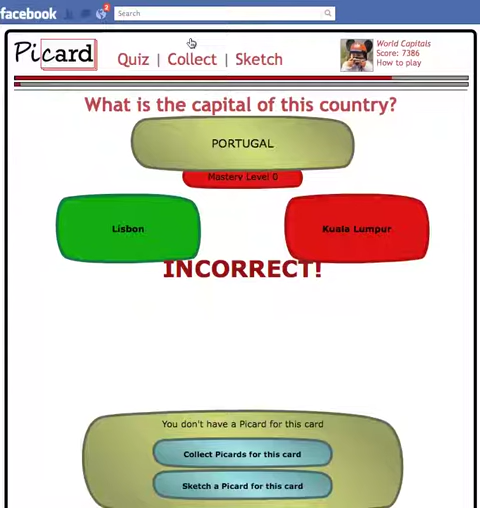 facebook
2
Search
Picard
Quiz | Collect | Sketch
World Capitals
Score: 7386
How to play
What is the capital of this country?
PORTUGAL
Mastery Level 0
Lisbon
Kuala Lumpur
INCORRECT!
You don't have a Picard for this card
Collect Picards for this card
Sketch a Picard for this card